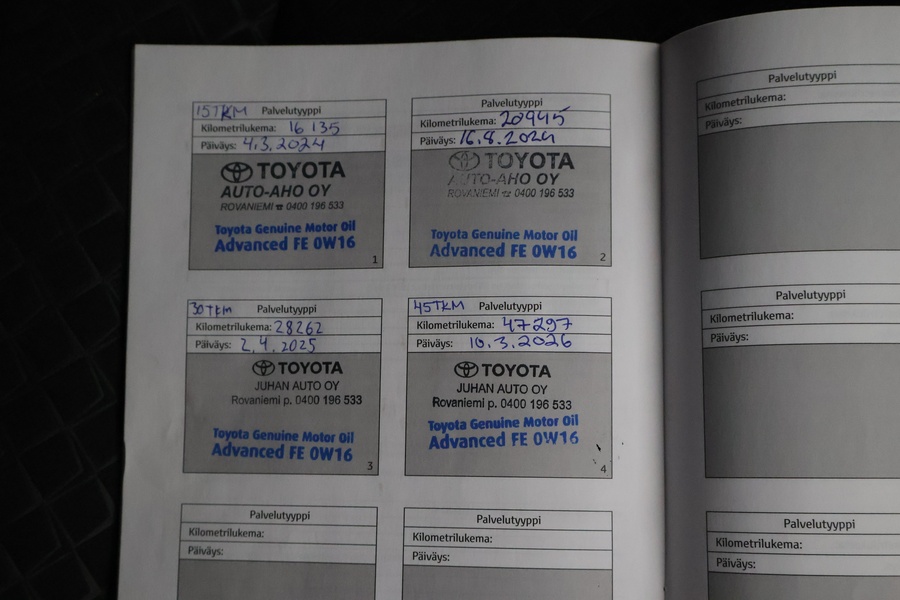 15TKM Palvelutyyppi
Kilometrilukema: 16 135
Päiväys: 4.3.2024
TOYOTA
AUTO-AHO OY
ROVANIEMI ☎ 0400 196 533
Toyota Genuine Motor Oil
Advanced FE 0W16
1
Palvelutyyppi
Kilometrilukema: 20945
Päiväys: 16.8.2024
TOYOTA
AUTO-AHO OY
ROVANIEMI ☎ 0400 196 533
Toyota Genuine Motor Oil
Advanced FE 0W16
2
30TKM Palvelutyyppi
Kilometrilukema: 28262
Päiväys: 2.4.2025
TOYOTA
JUHAN AUTO OY
Rovaniemi p. 0400 196 533
Toyota Genuine Motor Oil
Advanced FE 0W16
3
45TKM Palvelutyyppi
Kilometrilukema: 47297
Päiväys: 10.3.2026
TOYOTA
JUHAN AUTO OY
Rovaniemi p. 0400 196 533
Toyota Genuine Motor Oil
Advanced FE 0W16
4
Palvelutyyppi
Kilometrilukema:
Päiväys:
Palvelutyyppi
Kilometrilukema:
Päiväys:
Palvelutyyppi
Kilometrilukema:
Päiväys:
Palvelutyyppi
Kilometrilukema:
Päiväys:
Palvelutyyppi
Kilometrilukema:
Päiväys: